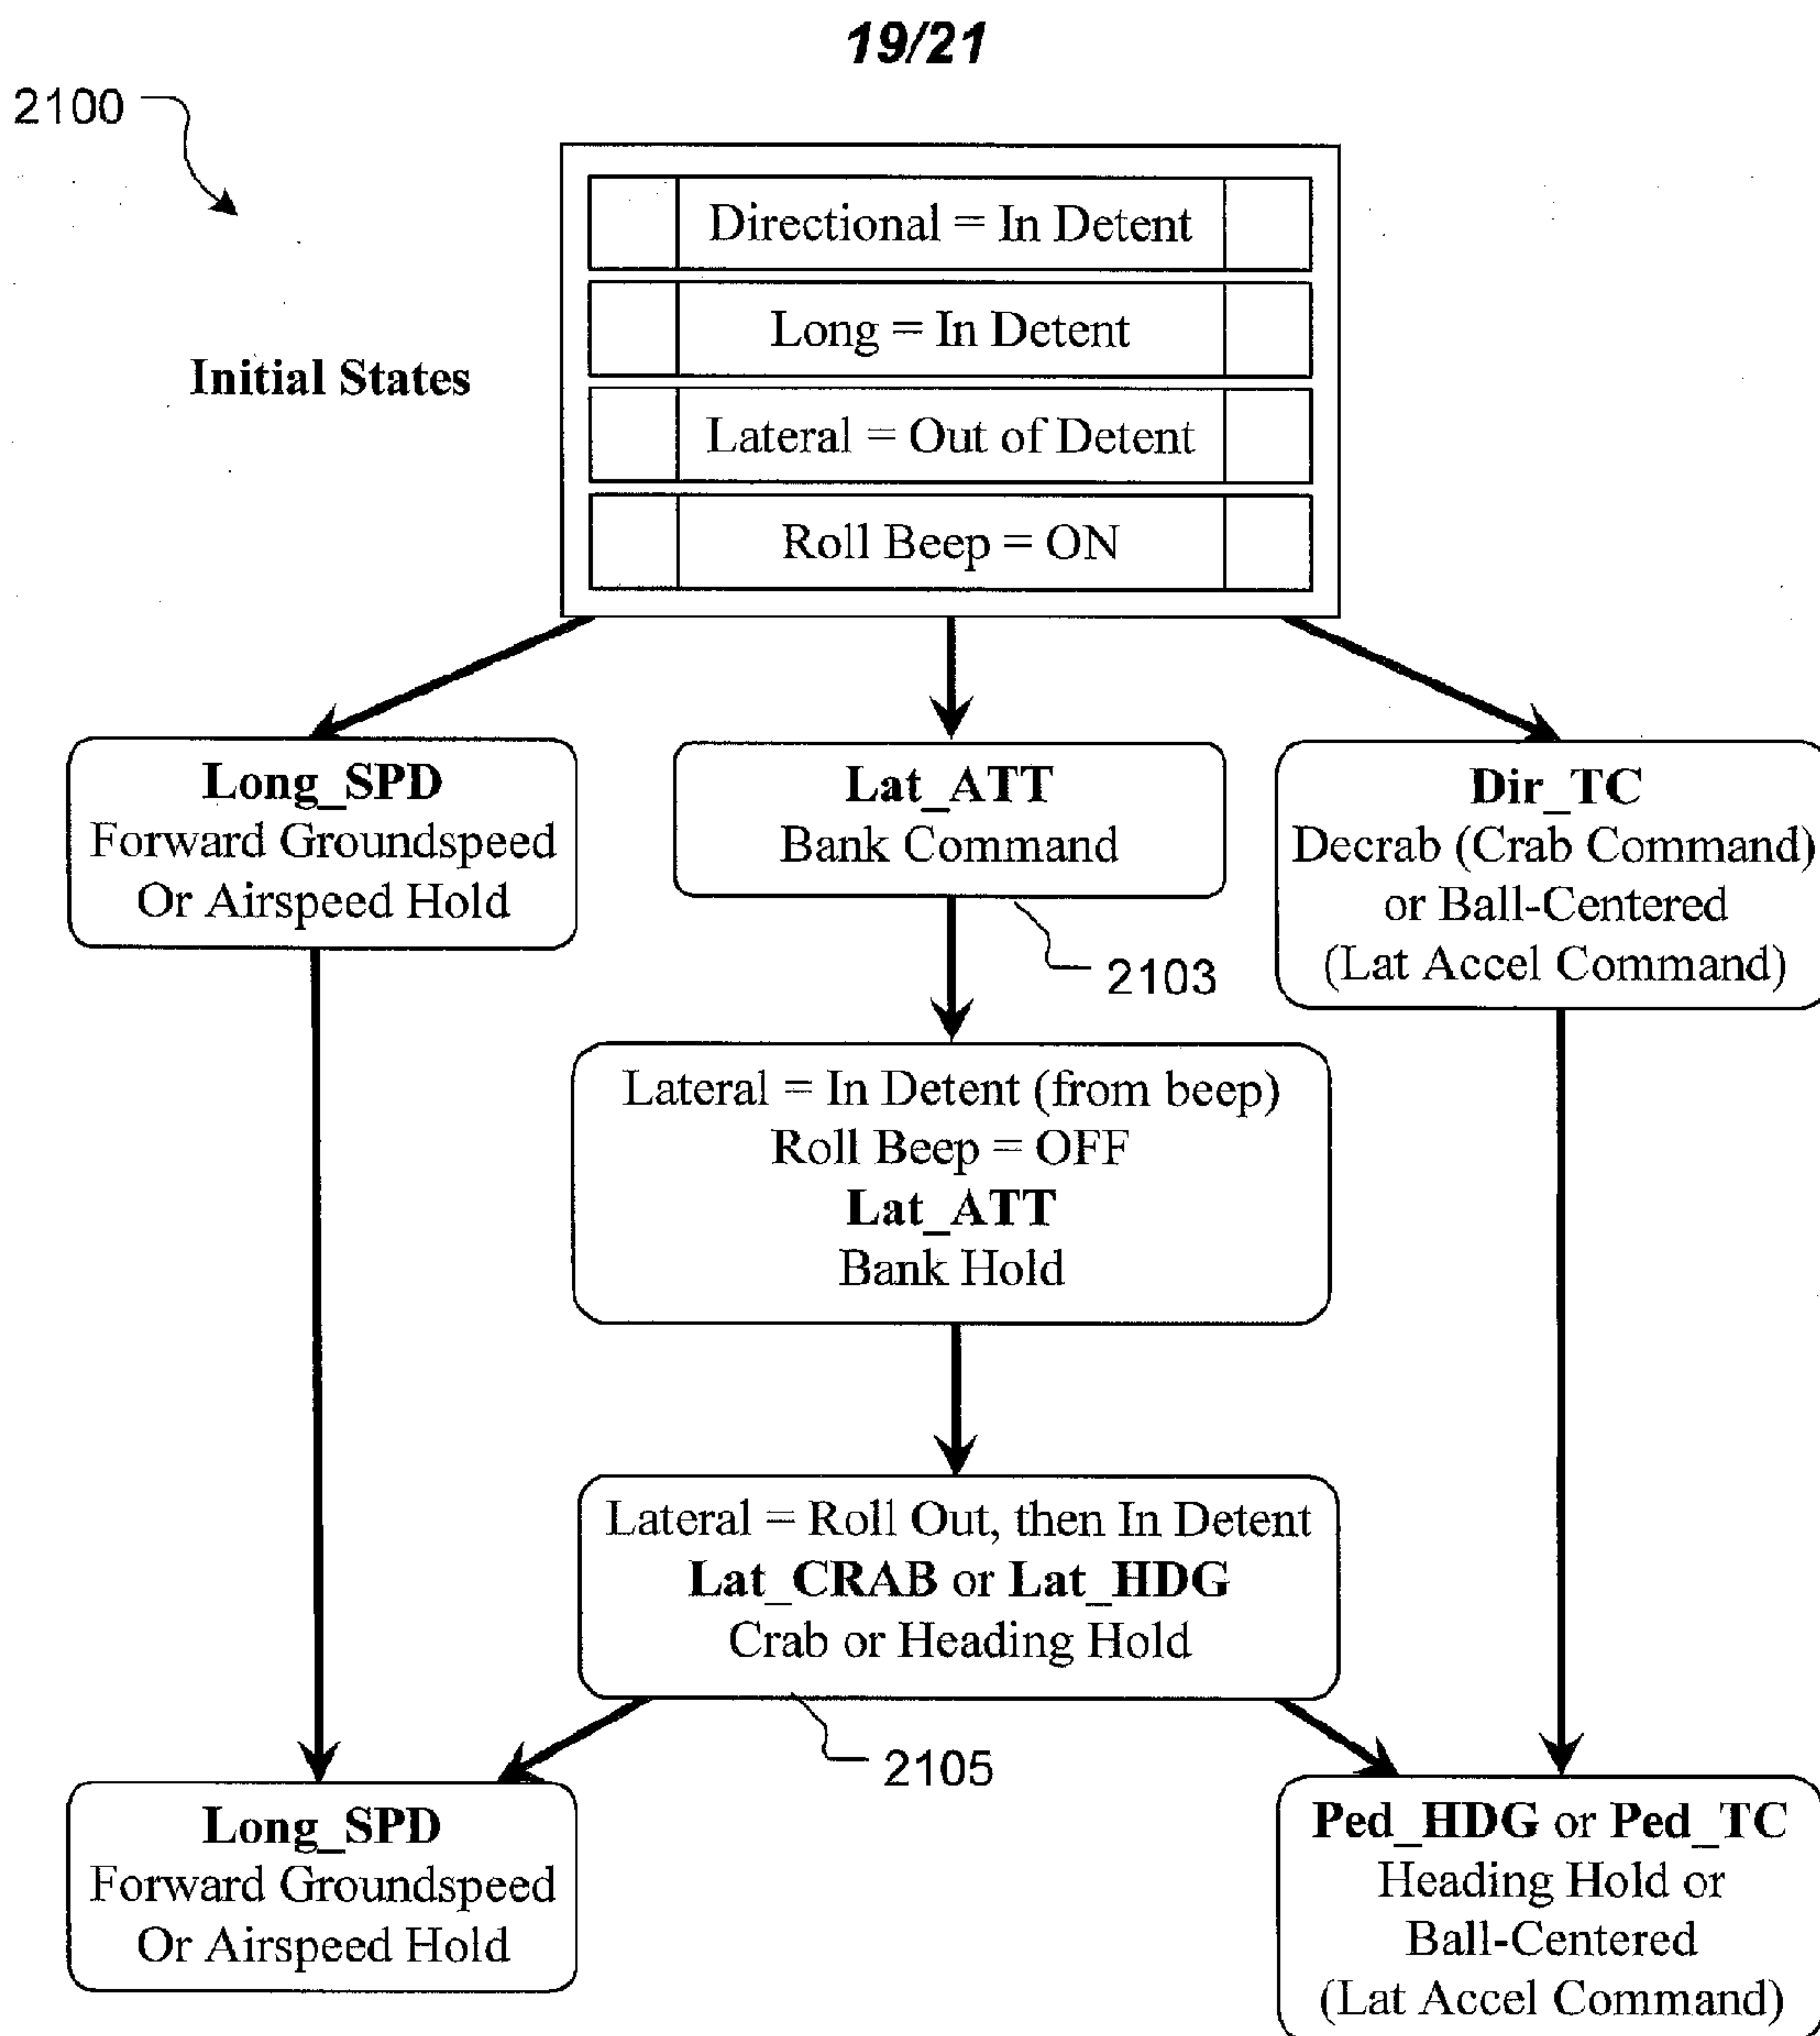 19/21
2100
Directional = In Detent
Long = In Detent
Initial States
Lateral = Out of Detent
Roll Beep = ON
Long_SPD
Forward Groundspeed
Or Airspeed Hold
Lat_ATT
Bank Command
2103
Dir_TC
Decrab (Crab Command)
or Ball-Centered
(Lat Accel Command)
Lateral = In Detent (from beep)
Roll Beep = OFF
Lat_ATT
Bank Hold
Lateral = Roll Out, then In Detent
Lat_CRAB or Lat_HDG
Crab or Heading Hold
2105
Long_SPD
Forward Groundspeed
Or Airspeed Hold
Ped_HDG or Ped_TC
Heading Hold or
Ball-Centered
(Lat Accel Command)